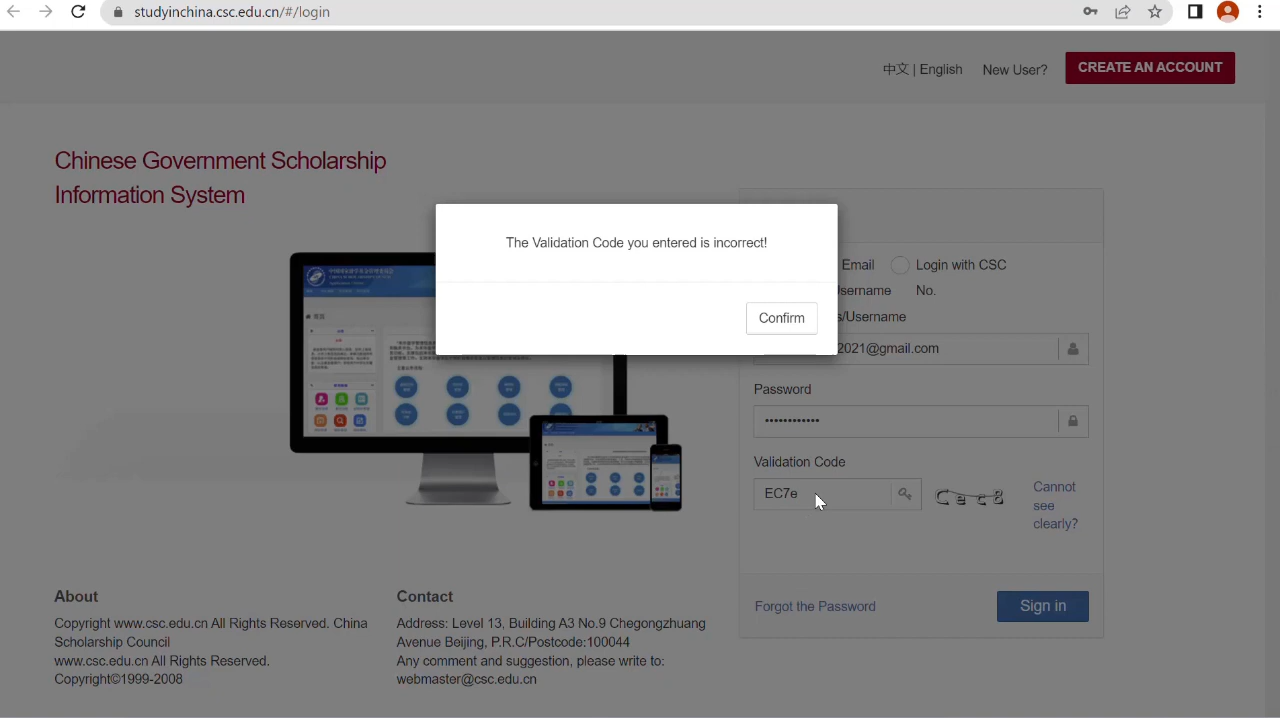 studyinchina.csc.edu.cn/#/login
中文 | English
New User?
CREATE AN ACCOUNT
Chinese Government Scholarship
Information System
The Validation Code you entered is incorrect!
Confirm
Email
Login with CSC
No.
s/Username
2021@gmail.com
Password
Validation Code
EC7e
Cannot
see
clearly?
Forgot the Password
Sign in
About
Copyright www.csc.edu.cn All Rights Reserved. China
Scholarship Council
www.csc.edu.cn All Rights Reserved.
Copyright©1999-2008
Contact
Address: Level 13, Building A3 No.9 Chegongzhuang
Avenue Beijing, P.R.C/Postcode:100044
Any comment and suggestion, please write to:
webmaster@csc.edu.cn